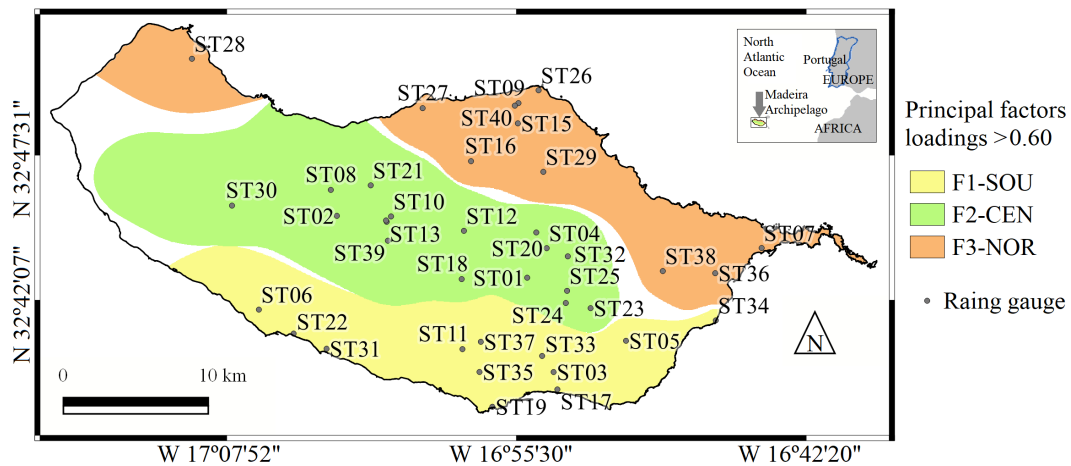 ST28
ST26
ST09
ST27
ST40
ST15
ST16
ST29
ST08
ST21
ST30
ST02
ST10
ST12
ST13
ST04
ST39
ST20
ST32
ST07
ST38
ST18
ST01
ST25
ST36
ST06
ST24
ST23
ST34
ST22
ST11
ST37
ST33
ST05
ST31
ST35
ST03
ST19
ST17
North
Atlantic
Ocean
Portugal
EUROPE
Madeira
Archipelago
AFRICA
N
0
10 km
N 32°47'31"
N 32°42'07"
W 17°07'52"
W 16°55'30"
W 16°42'20"
Principal factors
loadings >0.60
F1-SOU
F2-CEN
F3-NOR
Raing gauge